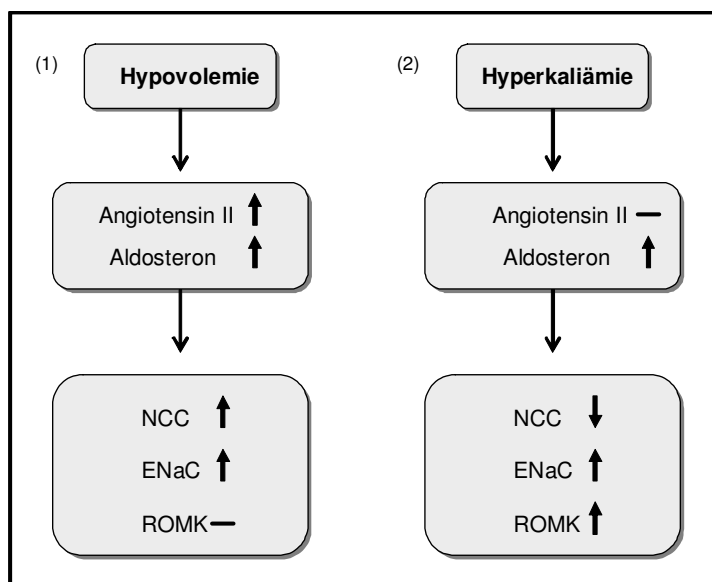 (1)
Hypovolemie
Angiotensin II
Aldosteron
NCC
ENaC
ROMK
(2)
Hyperkaliämie
Angiotensin II
Aldosteron
NCC
ENaC
ROMK